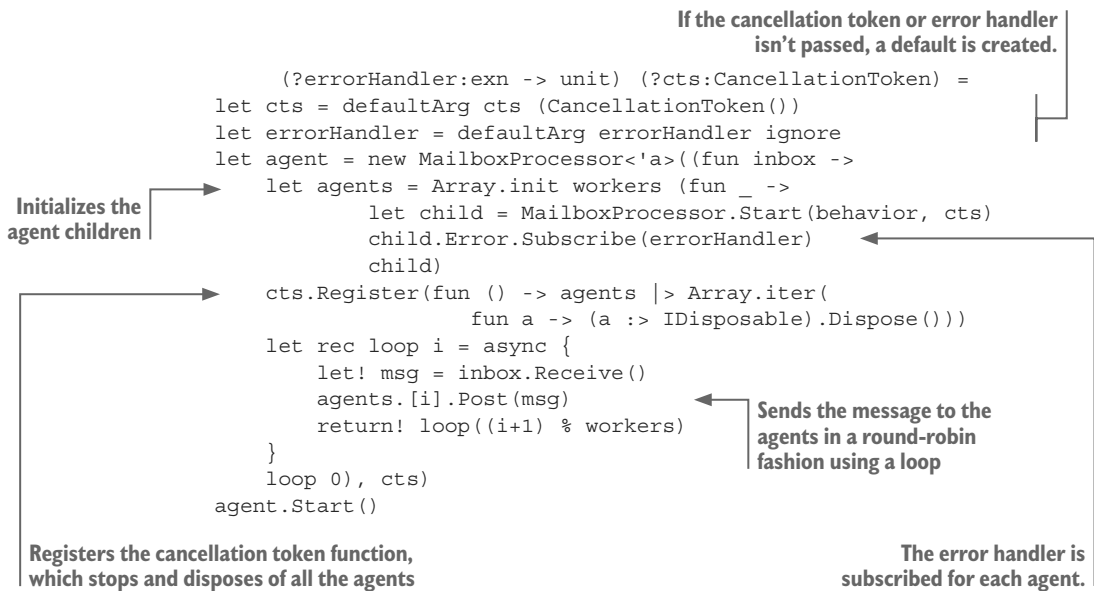 If the cancellation token or error handler
isn't passed, a default is created.
(?errorHandler:exn -> unit) (?cts:CancellationToken) =
let cts = defaultArg cts (CancellationToken())
let errorHandler = defaultArg errorHandler ignore
let agent = new MailboxProcessor<'a>((fun inbox ->
let agents = Array.init workers (fun _ ->
Initializes the
agent children
let child = MailboxProcessor.Start(behavior, cts)
child.Error.Subscribe(errorHandler)
child)
cts.Register(fun () -> agents |> Array.iter(
fun a -> (a :> IDisposable).Dispose()))
let rec loop i = async {
let! msg = inbox.Receive()
agents.[i].Post(msg)
return! loop((i+1) % workers)
}
loop 0), cts)
agent.Start()
Sends the message to the
agents in a round-robin
fashion using a loop
Registers the cancellation token function,
which stops and disposes of all the agents
The error handler is
subscribed for each agent.